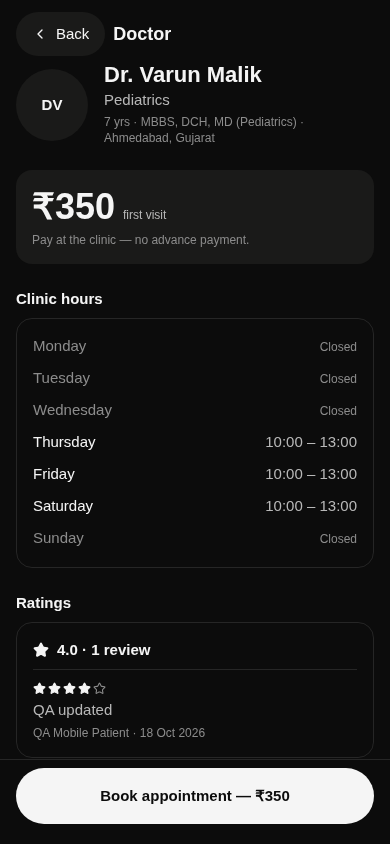 Back
Doctor
DV
Dr. Varun Malik
Pediatrics
7 yrs · MBBS, DCH, MD (Pediatrics) ·
Ahmedabad, Gujarat
₹350 first visit
Pay at the clinic — no advance payment.
Clinic hours
Monday Closed
Tuesday Closed
Wednesday Closed
Thursday 10:00 – 13:00
Friday 10:00 – 13:00
Saturday 10:00 – 13:00
Sunday Closed
Ratings
4.0 · 1 review
QA updated
QA Mobile Patient · 18 Oct 2026
Book appointment — ₹350